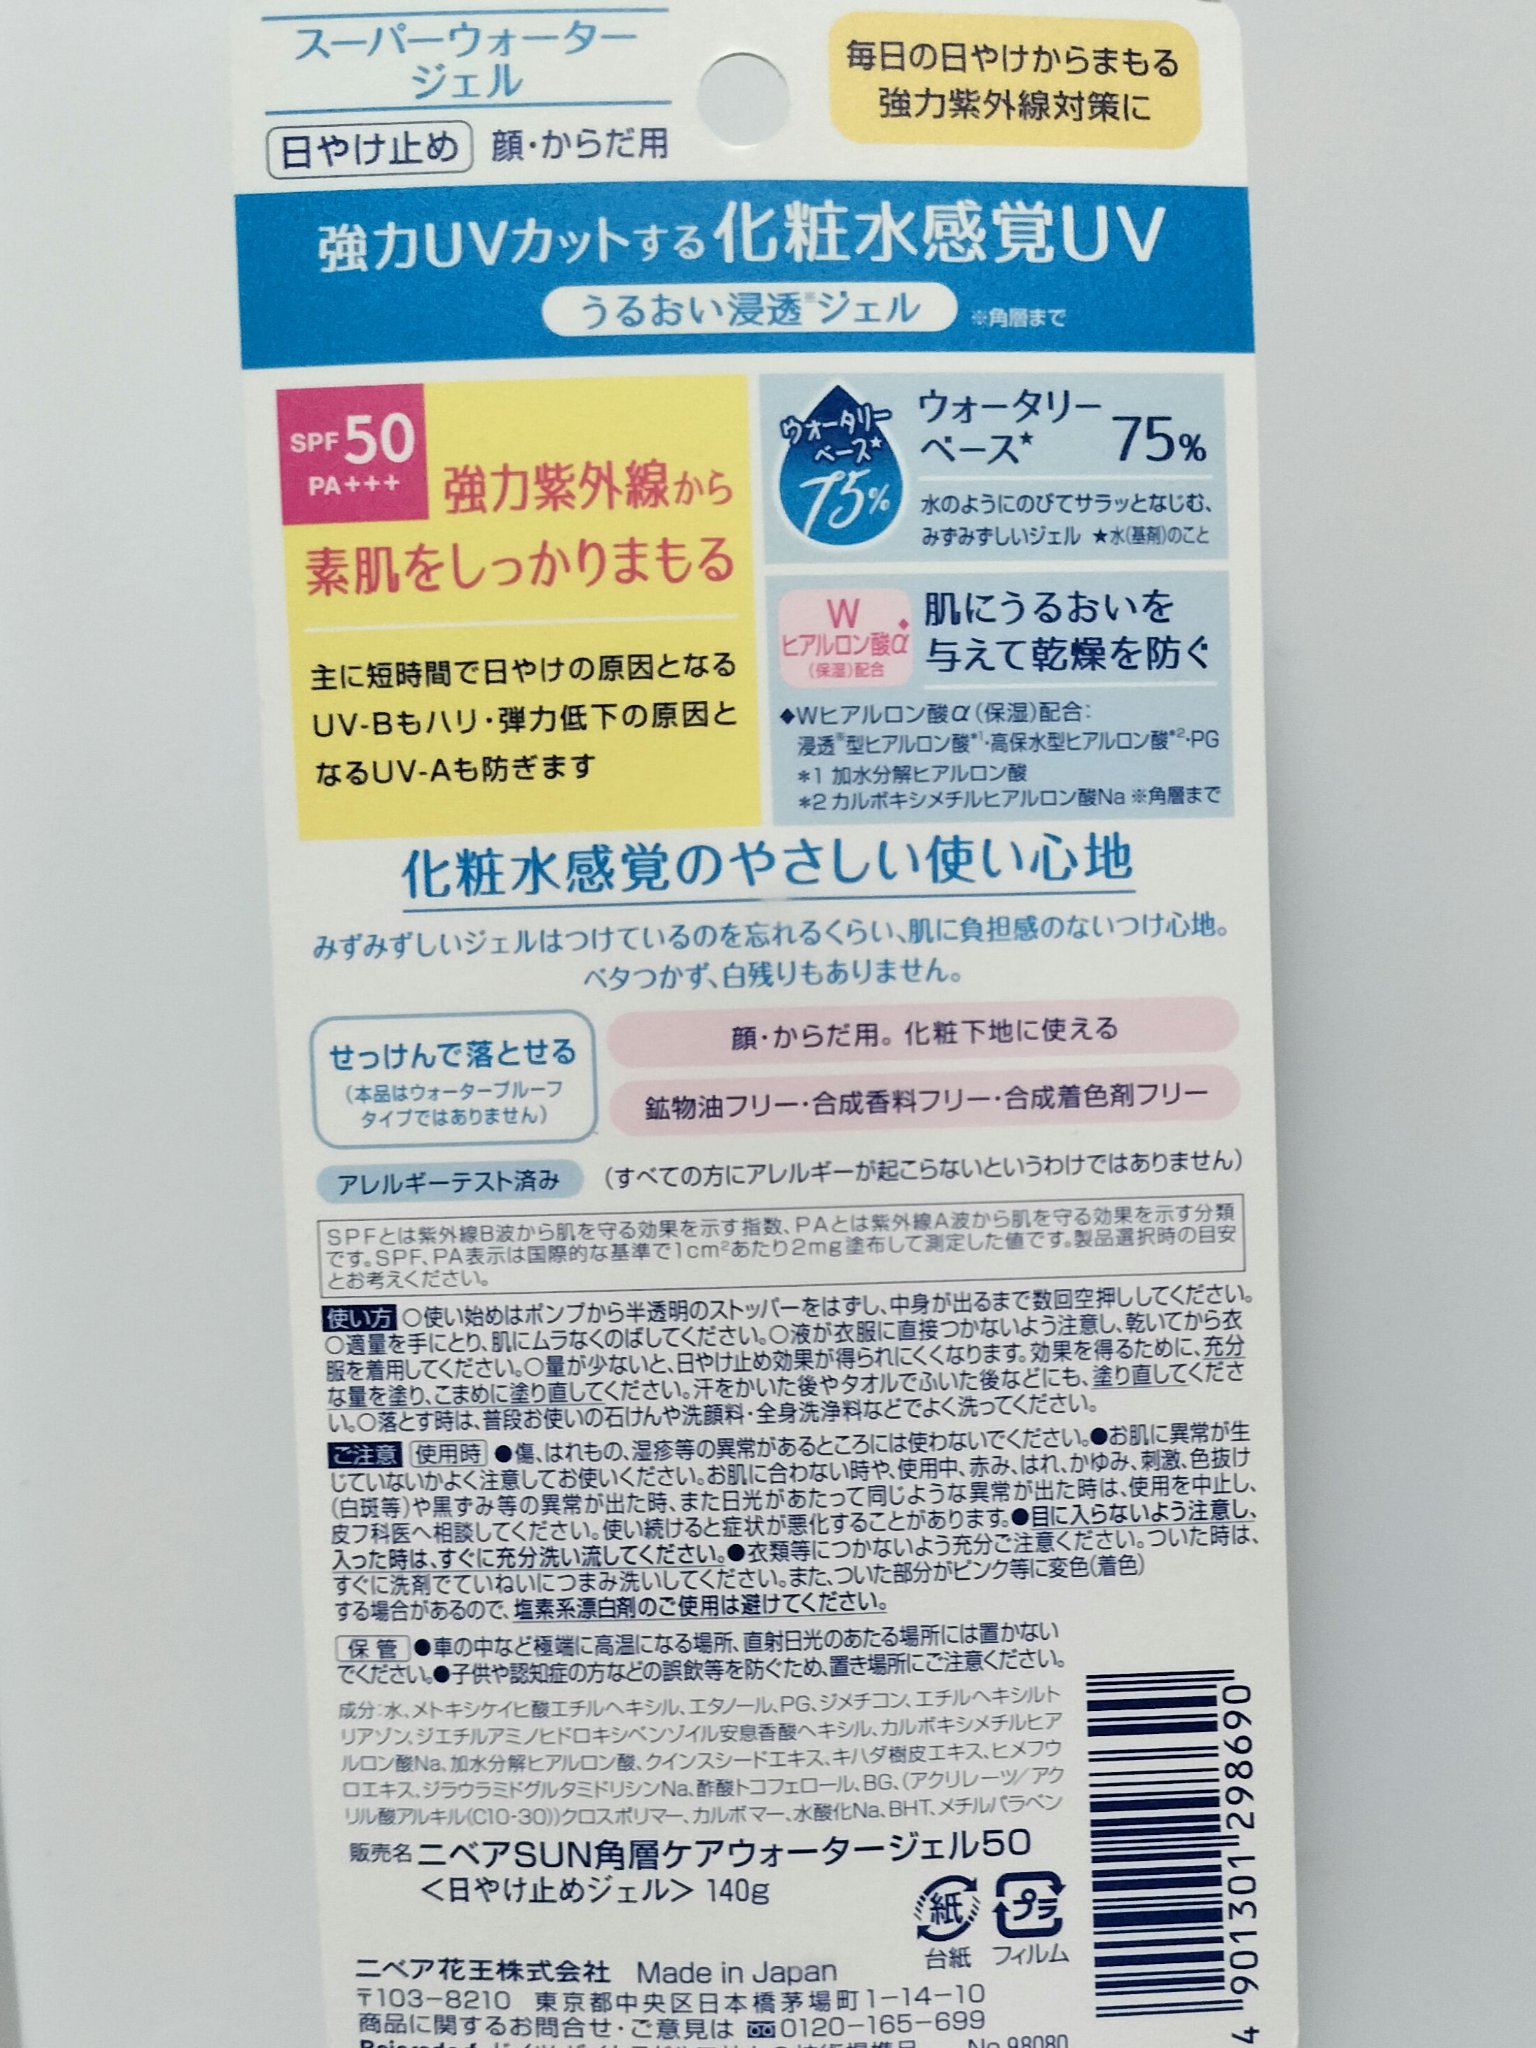 スーパーウォーター
ジェル
日やけ止め 顔・からだ用
毎日の日やけからまもる
強力紫外線対策に
強力UVカットする化粧水感覚UV
うるおい浸透※ジェル ※角層まで
SPF50
PA+++
強力紫外線から
素肌をしっかりまもる
主に短時間で日やけの原因となる
UV-Bもハリ・弾力低下の原因と
なるUV-Aも防ぎます
ウォータリー
ベース★
75%
ウォータリー
ベース★ 75%
水のようにのびてサラッとなじむ、
みずみずしいジェル ★水(基剤)のこと
W
ヒアルロン酸α◆
(保湿)配合
肌にうるおいを
与えて乾燥を防ぐ
◆Wヒアルロン酸α(保湿)配合:
浸透※型ヒアルロン酸*1・高保水型ヒアルロン酸*2・PG
*1 加水分解ヒアルロン酸
*2 カルボキシメチルヒアルロン酸Na ※角層まで
化粧水感覚のやさしい使い心地
みずみずしいジェルはつけているのを忘れるくらい、肌に負担感のないつけ心地。
ベタつかず、白残りもありません。
せっけんで落とせる
(本品はウォータープルーフ
タイプではありません)
顔・からだ用。化粧下地に使える
鉱物油フリー・合成香料フリー・合成着色剤フリー
アレルギーテスト済み (すべての方にアレルギーが起こらないというわけではありません)
SPFとは紫外線B波から肌を守る効果を示す指数、PAとは紫外線A波から肌を守る効果を示す分類
です。SPF、PA表示は国際的な基準で1cm²あたり2mg塗布して測定した値です。製品選択時の目安
とお考えください。
使い方 ○使い始めはポンプから半透明のストッパーをはずし、中身が出るまで数回空押ししてください。
○適量を手にとり、肌にムラなくのばしてください。○液が衣服に直接つかないよう注意し、乾いてから衣
服を着用してください。○量が少ないと、日やけ止め効果が得られにくくなります。効果を得るために、充分
な量を塗り、こまめに塗り直してください。汗をかいた後やタオルでふいた後などにも、塗り直してくださ
い。○落とす時は、普段お使いの石けんや洗顔料・全身洗浄料などでよく洗ってください。
ご注意 使用時 ●傷、はれもの、湿疹等の異常があるところには使わないでください。●お肌に異常が生
じていないかよく注意してお使いください。お肌に合わない時や、使用中、赤み、はれ、かゆみ、刺激、色抜け
(白斑等)や黒ずみ等の異常が出た時、また日光があたって同じような異常が出た時は、使用を中止し、
皮フ科医へ相談してください。使い続けると症状が悪化することがあります。●目に入らないよう注意し、
入った時は、すぐに充分洗い流してください。●衣類等につかないよう充分ご注意ください。ついた時は、
すぐに洗剤でていねいにつまみ洗いしてください。また、ついた部分がピンク等に変色(着色)
する場合があるので、塩素系漂白剤のご使用は避けてください。
保管 ●車の中など極端に高温になる場所、直射日光のあたる場所には置かない
でください。●子供や認知症の方などの誤飲等を防ぐため、置き場所にご注意ください。
成分:水、メトキシケイヒ酸エチルヘキシル、エタノール、PG、ジメチコン、エチルヘキシルト
リアゾン、ジエチルアミノヒドロキシベンゾイル安息香酸ヘキシル、カルボキシメチルヒア
ルロン酸Na、加水分解ヒアルロン酸、クインスシードエキス、キハダ樹皮エキス、ヒメフウ
ロエキス、ジラウラミドグルタミドリシンNa、酢酸トコフェロール、BG、(アクリレーツ/アク
リル酸アルキル(C10-30))クロスポリマー、カルボマー、水酸化Na、BHT、メチルパラベン
販売名 ニベアSUN角層ケアウォータージェル50
<日やけ止めジェル> 140g
紙 プラ
台紙 フィルム
ニベア花王株式会社 Made in Japan
〒103-8210 東京都中央区日本橋茅場町1-14-10
商品に関するお問合せ・ご意見は 0120-165-699
No.98080
4 901301 298690